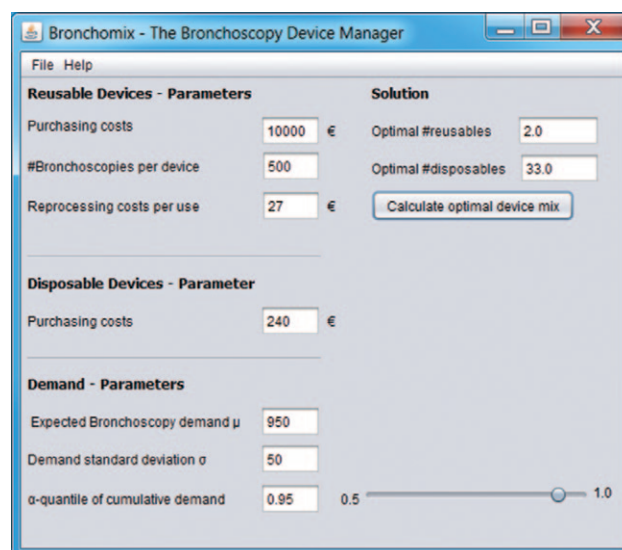 Bronchomix - The Bronchoscopy Device Manager
File Help
Reusable Devices - Parameters
Purchasing costs 10000 €
#Bronchoscopies per device 500
Reprocessing costs per use 27 €
Solution
Optimal #reusables 2.0
Optimal #disposables 33.0
Calculate optimal device mix
Disposable Devices - Parameter
Purchasing costs 240 €
Demand - Parameters
Expected Bronchoscopy demand μ 950
Demand standard deviation σ 50
α-quantile of cumulative demand 0.95 0.5 1.0